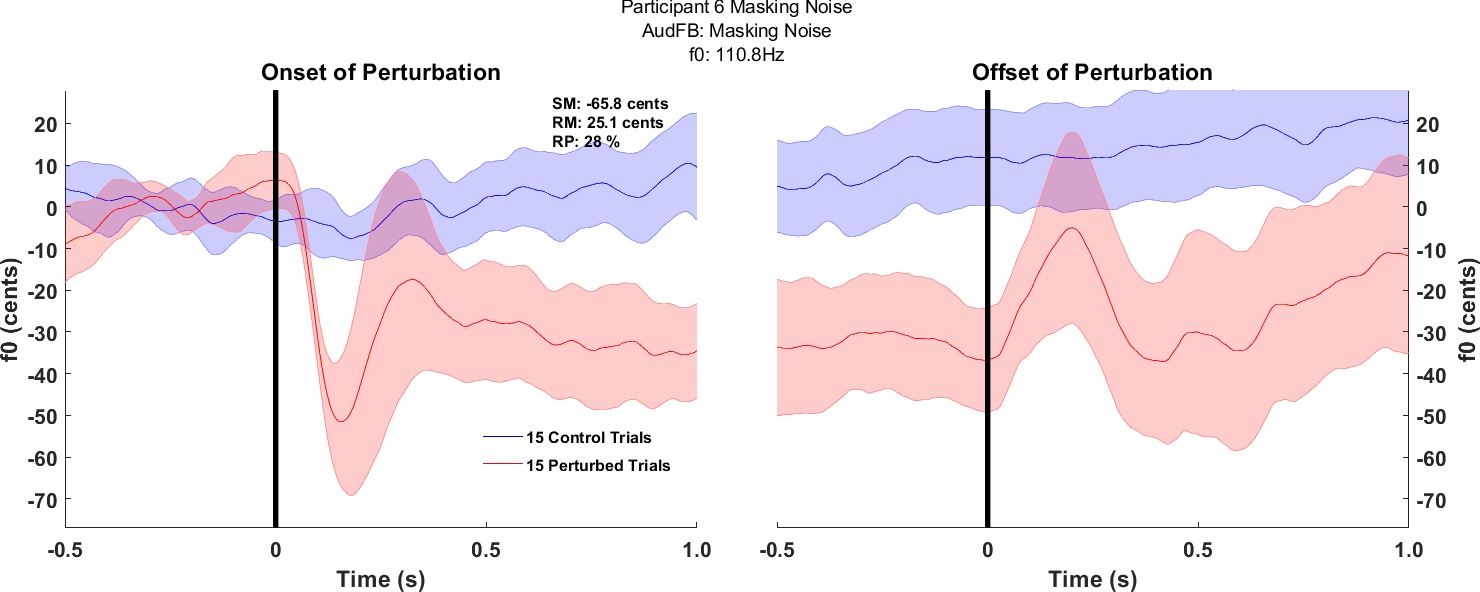 Participant 6 Masking Noise
AudFB: Masking Noise
f0: 110.8Hz
Onset of Perturbation
SM: -65.8 cents
RM: 25.1 cents
RP: 28 %
20
10
0
-10
-20
-30
-40
-50
-60
-70
f0 (cents)
15 Control Trials
15 Perturbed Trials
-0.5
0
0.5
1.0
Time (s)
Offset of Perturbation
20
10
0
-10
-20
-30
-40
-50
-60
-70
f0 (cents)
-0.5
0
0.5
1.0
Time (s)